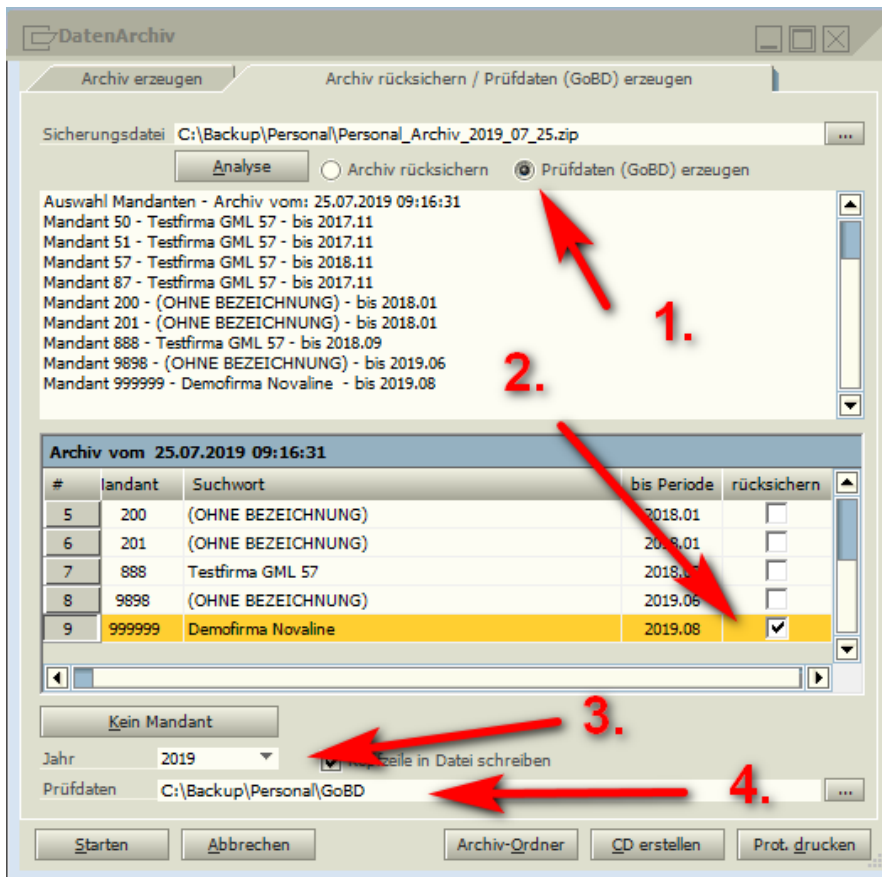 DatenArchiv
Archiv erzeugen Archiv rücksichern / Prüfdaten (GoBD) erzeugen
Sicherungsdatei C:\Backup\Personal\Personal_Archiv_2019_07_25.zip ...
Analyse Archiv rücksichern Prüfdaten (GoBD) erzeugen
Auswahl Mandanten - Archiv vom: 25.07.2019 09:16:31
Mandant 50 - Testfirma GML 57 - bis 2017.11
Mandant 51 - Testfirma GML 57 - bis 2017.11
Mandant 57 - Testfirma GML 57 - bis 2018.11
Mandant 87 - Testfirma GML 57 - bis 2017.11
Mandant 200 - (OHNE BEZEICHNUNG) - bis 2018.01
Mandant 201 - (OHNE BEZEICHNUNG) - bis 2018.01
Mandant 888 - Testfirma GML 57 - bis 2018.09
Mandant 9898 - (OHNE BEZEICHNUNG) - bis 2019.06
Mandant 999999 - Demofirma Novaline - bis 2019.08
1.
2.
Archiv vom 25.07.2019 09:16:31
# landant Suchwort bis Periode rücksichern
5 200 (OHNE BEZEICHNUNG) 2018.01
6 201 (OHNE BEZEICHNUNG) 2018.01
7 888 Testfirma GML 57
8 9898 (OHNE BEZEICHNUNG) 2019.06
9 999999 Demofirma Novaline 2019.08
Kein Mandant
3.
Jahr 2019 Kopfzeile in Datei schreiben
Prüfdaten C:\Backup\Personal\GoBD ...
4.
Starten Abbrechen Archiv-Ordner CD erstellen Prot. drucken